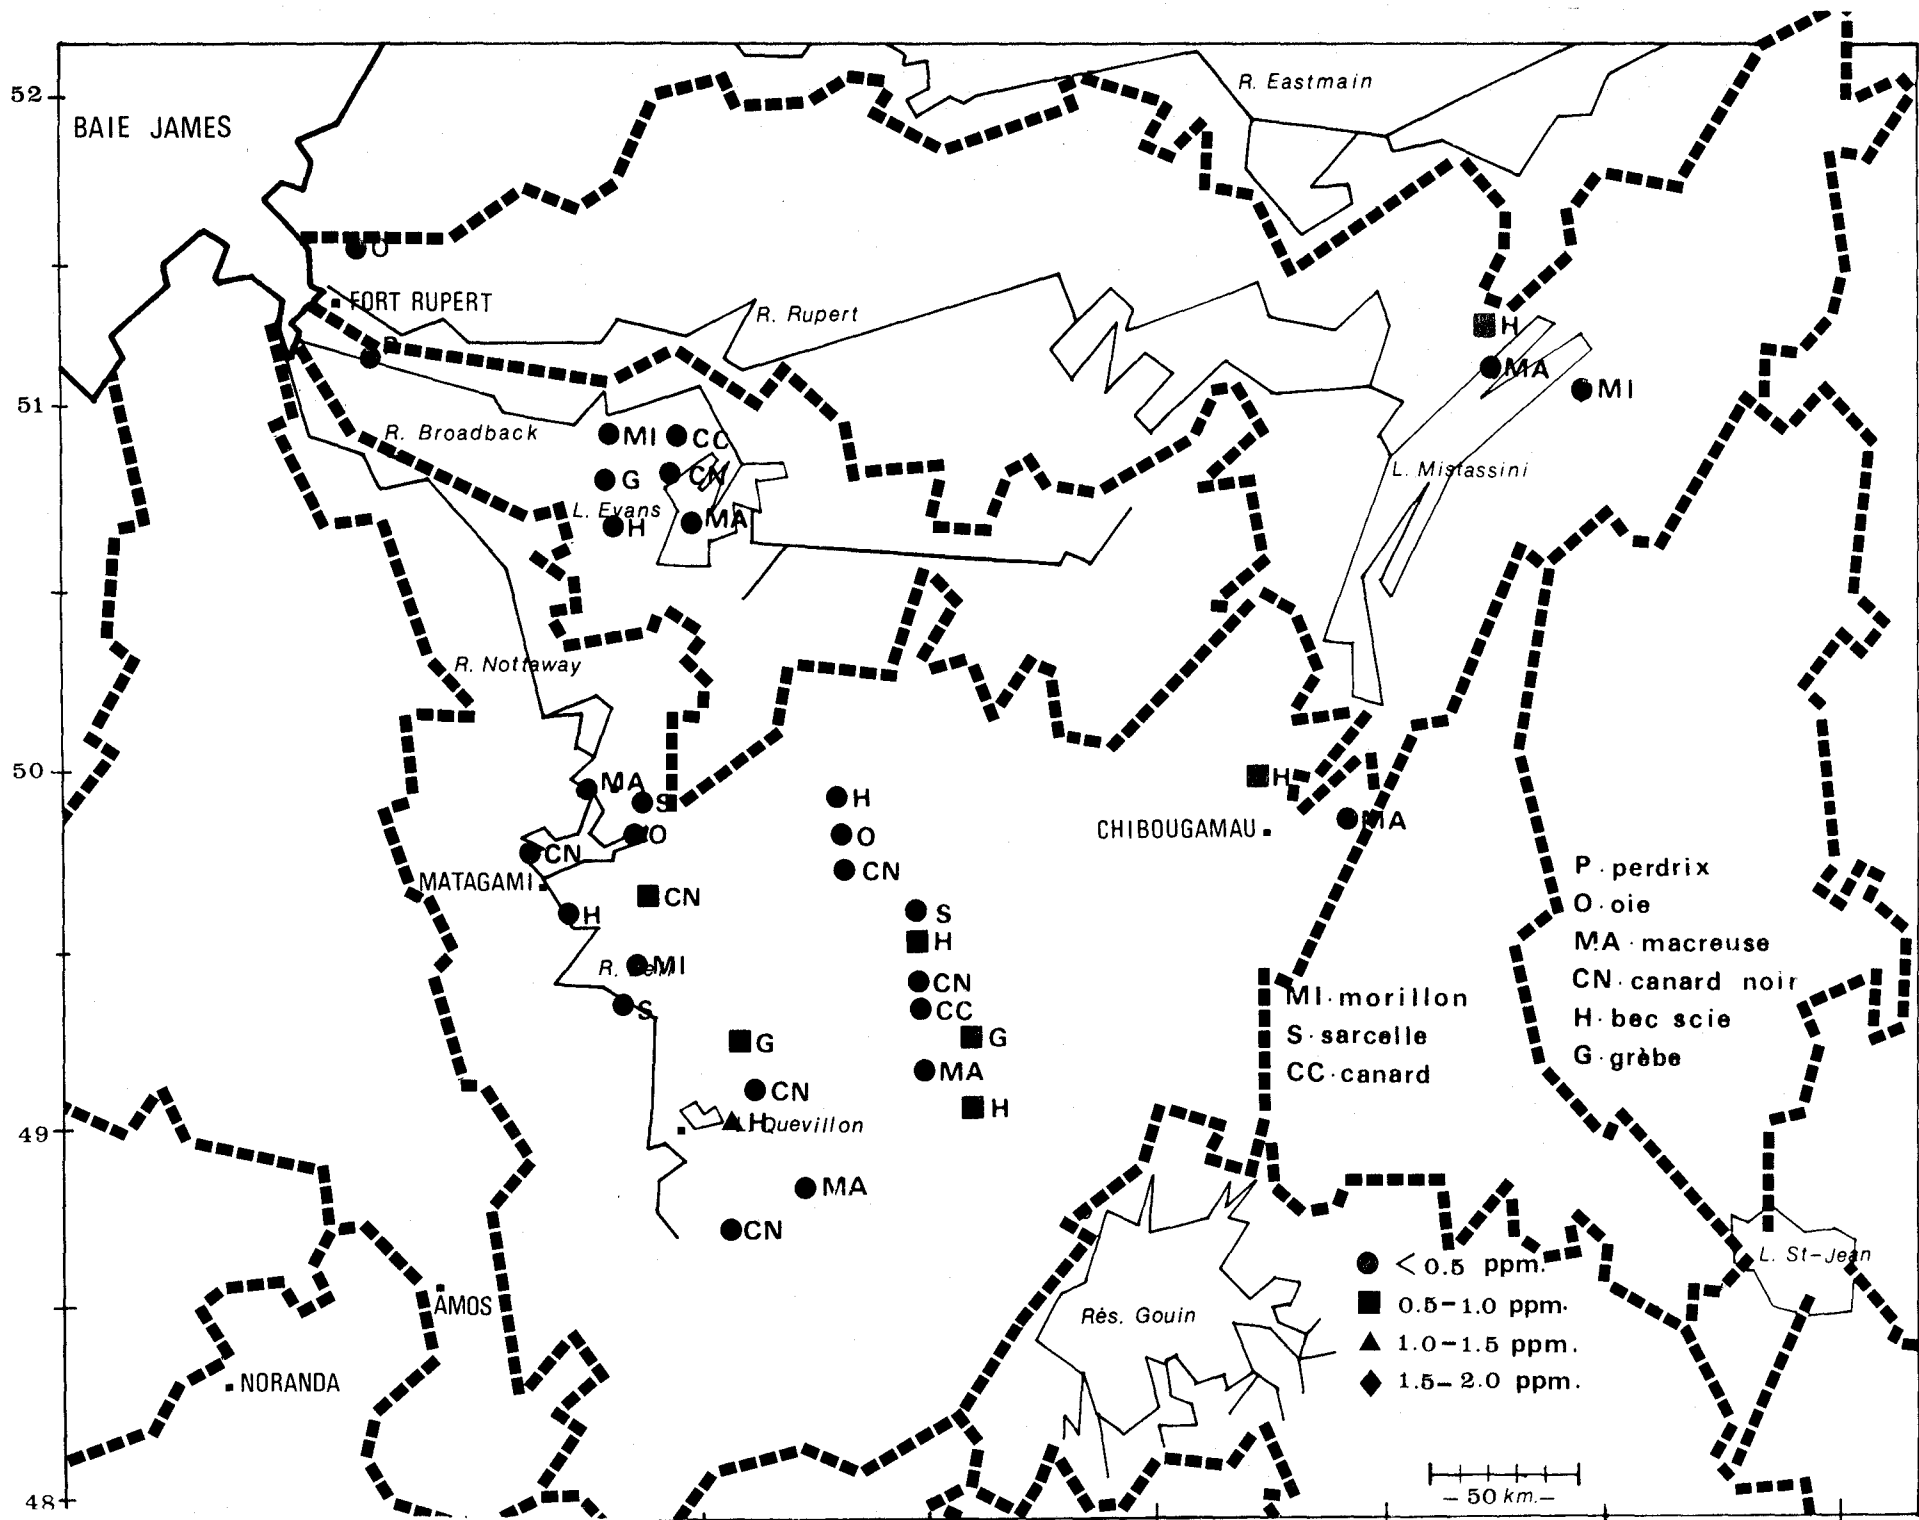 52
BAIE JAMES
R. Eastmain
O
FORT RUPERT
R. Rupert
H
MA
MI
51
R. Broadback
MI
CC
G
CN
L. Evans
H
MA
L. Mistassini
R. Nottaway
50
MA
S
H
H
O
O
CHIBOUGAMAU
MA
CN
CN
MATAGAMI
CN
H
S
H
R.
MI
CN
S
CC
G
G
MA
CN
H
49
H
Quevillon
MA
CN
P. perdrix
O. oie
MA. macreuse
CN. canard noir
H. bec scie
G. grèbe
MI. morillon
S. sarcelle
CC. canard
L. St-Jean
AMOS
Rés. Gouin
NORANDA
< 0.5 ppm.
0.5-1.0 ppm.
1.0-1.5 ppm.
1.5-2.0 ppm.
48
- 50 km. -